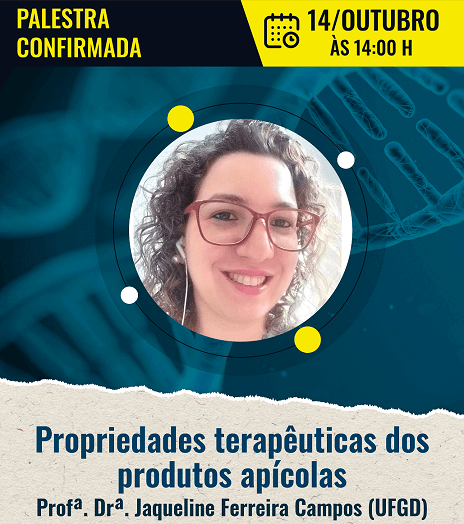 PALESTRA
CONFIRMADA
14/OUTUBRO
ÀS 14:00 H
Propriedades terapêuticas dos
produtos apícolas
Profª. Drª. Jaqueline Ferreira Campos (UFGD)